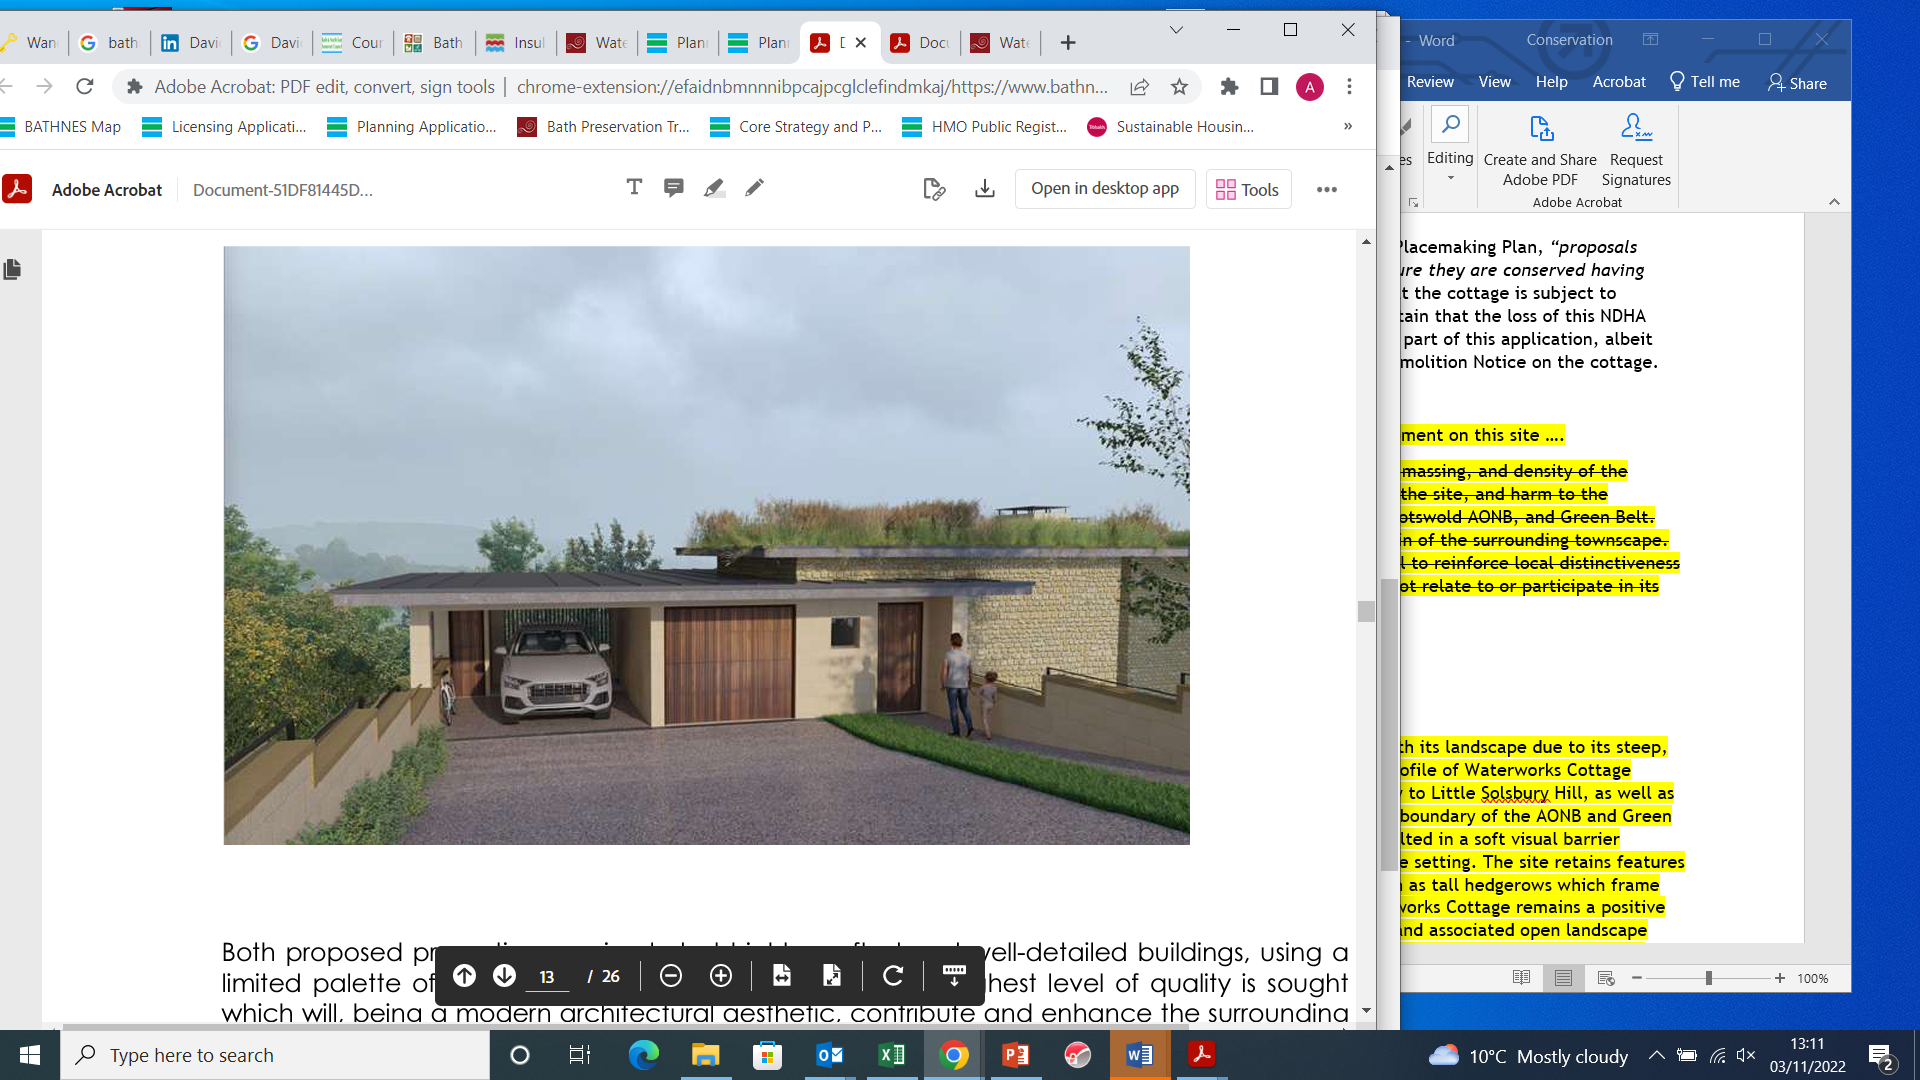 Wan
bath
Davi
Davi
Cour
Bath
Insul
Wate
Plann
Plann
Docu
Wate
Adobe Acrobat: PDF edit, convert, sign tools | chrome-extension://efaidnbmnnnibpcajpcglclefindmkaj/https://www.bathn...
A
BATHNES Map
Licensing Applicati...
Planning Applicatio...
Bath Preservation Tr...
Core Strategy and P...
HMO Public Regist...
Sustainable Housin...
»
Adobe Acrobat
Document-51DF81445D...
Open in desktop app
Tools
Both proposed
vell-detailed buildings, using a
limited palette of
ghest level of quality is sought
which will, being a modern architectural aesthetic, contribute and enhance the surrounding
13 / 26
- Word
Conservation
Review
View
Help
Acrobat
Tell me
Share
Editing
Create and Share
Adobe PDF
Request
Signatures
Adobe Acrobat
Placemaking Plan, “proposals
ure they are conserved having
t the cottage is subject to
tain that the loss of this NDHA
part of this application, albeit
molition Notice on the cottage.
ment on this site ….
massing, and density of the
the site, and harm to the
otswold AONB, and Green Belt.
n of the surrounding townscape.
l to reinforce local distinctiveness
ot relate to or participate in its
th its landscape due to its steep,
ofile of Waterworks Cottage
y to Little Solsbury Hill, as well as
boundary of the AONB and Green
lted in a soft visual barrier
e setting. The site retains features
as tall hedgerows which frame
works Cottage remains a positive
and associated open landscape
100%
Type here to search
10°C Mostly cloudy
13:11
03/11/2022
2